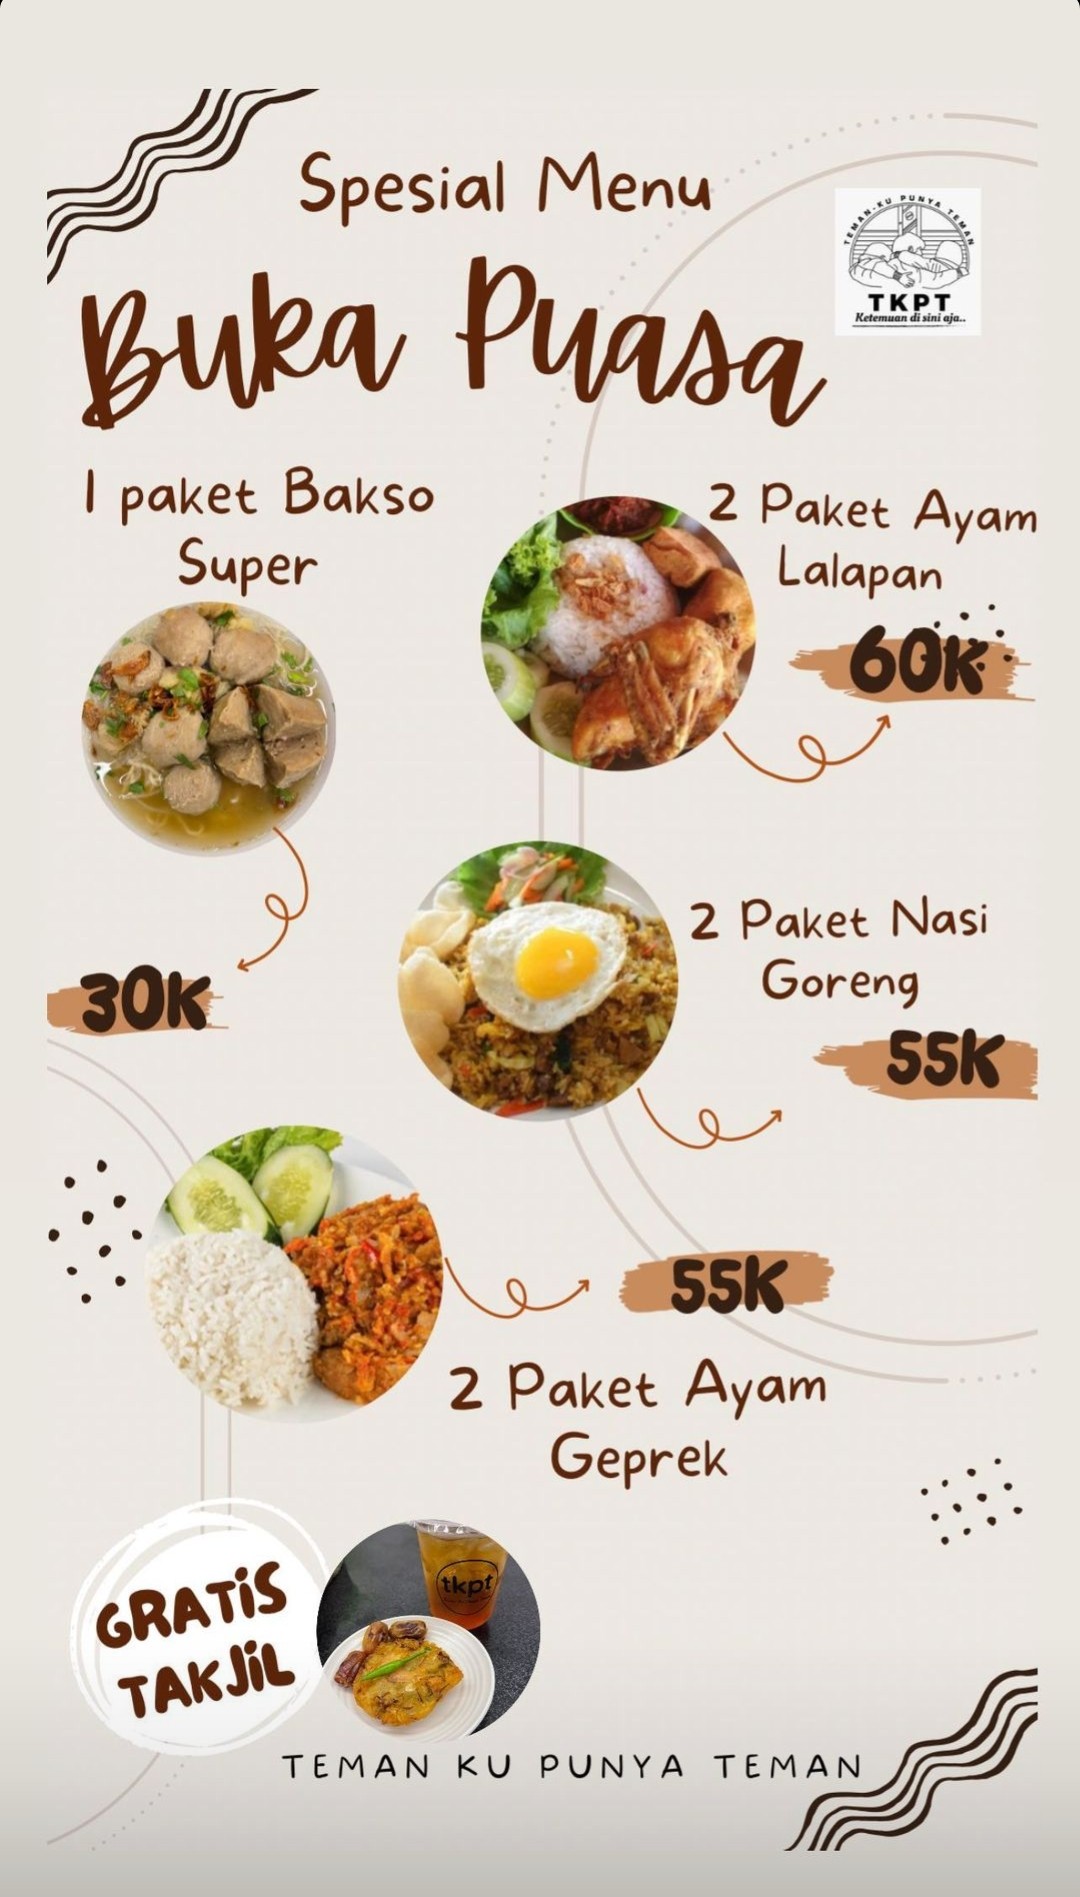 Spesial Menu
TEMAN-KU PUNYA TEMAN
TKPT
Ketemuan di sini aja..
Buka Puasa
1 paket Bakso
Super
30K
2 Paket Ayam
Lalapan
60K
2 Paket Nasi
Goreng
55K
55K
2 Paket Ayam
Geprek
GRATIS
TAKJIL
tkpt
TEMAN KU PUNYA TEMAN